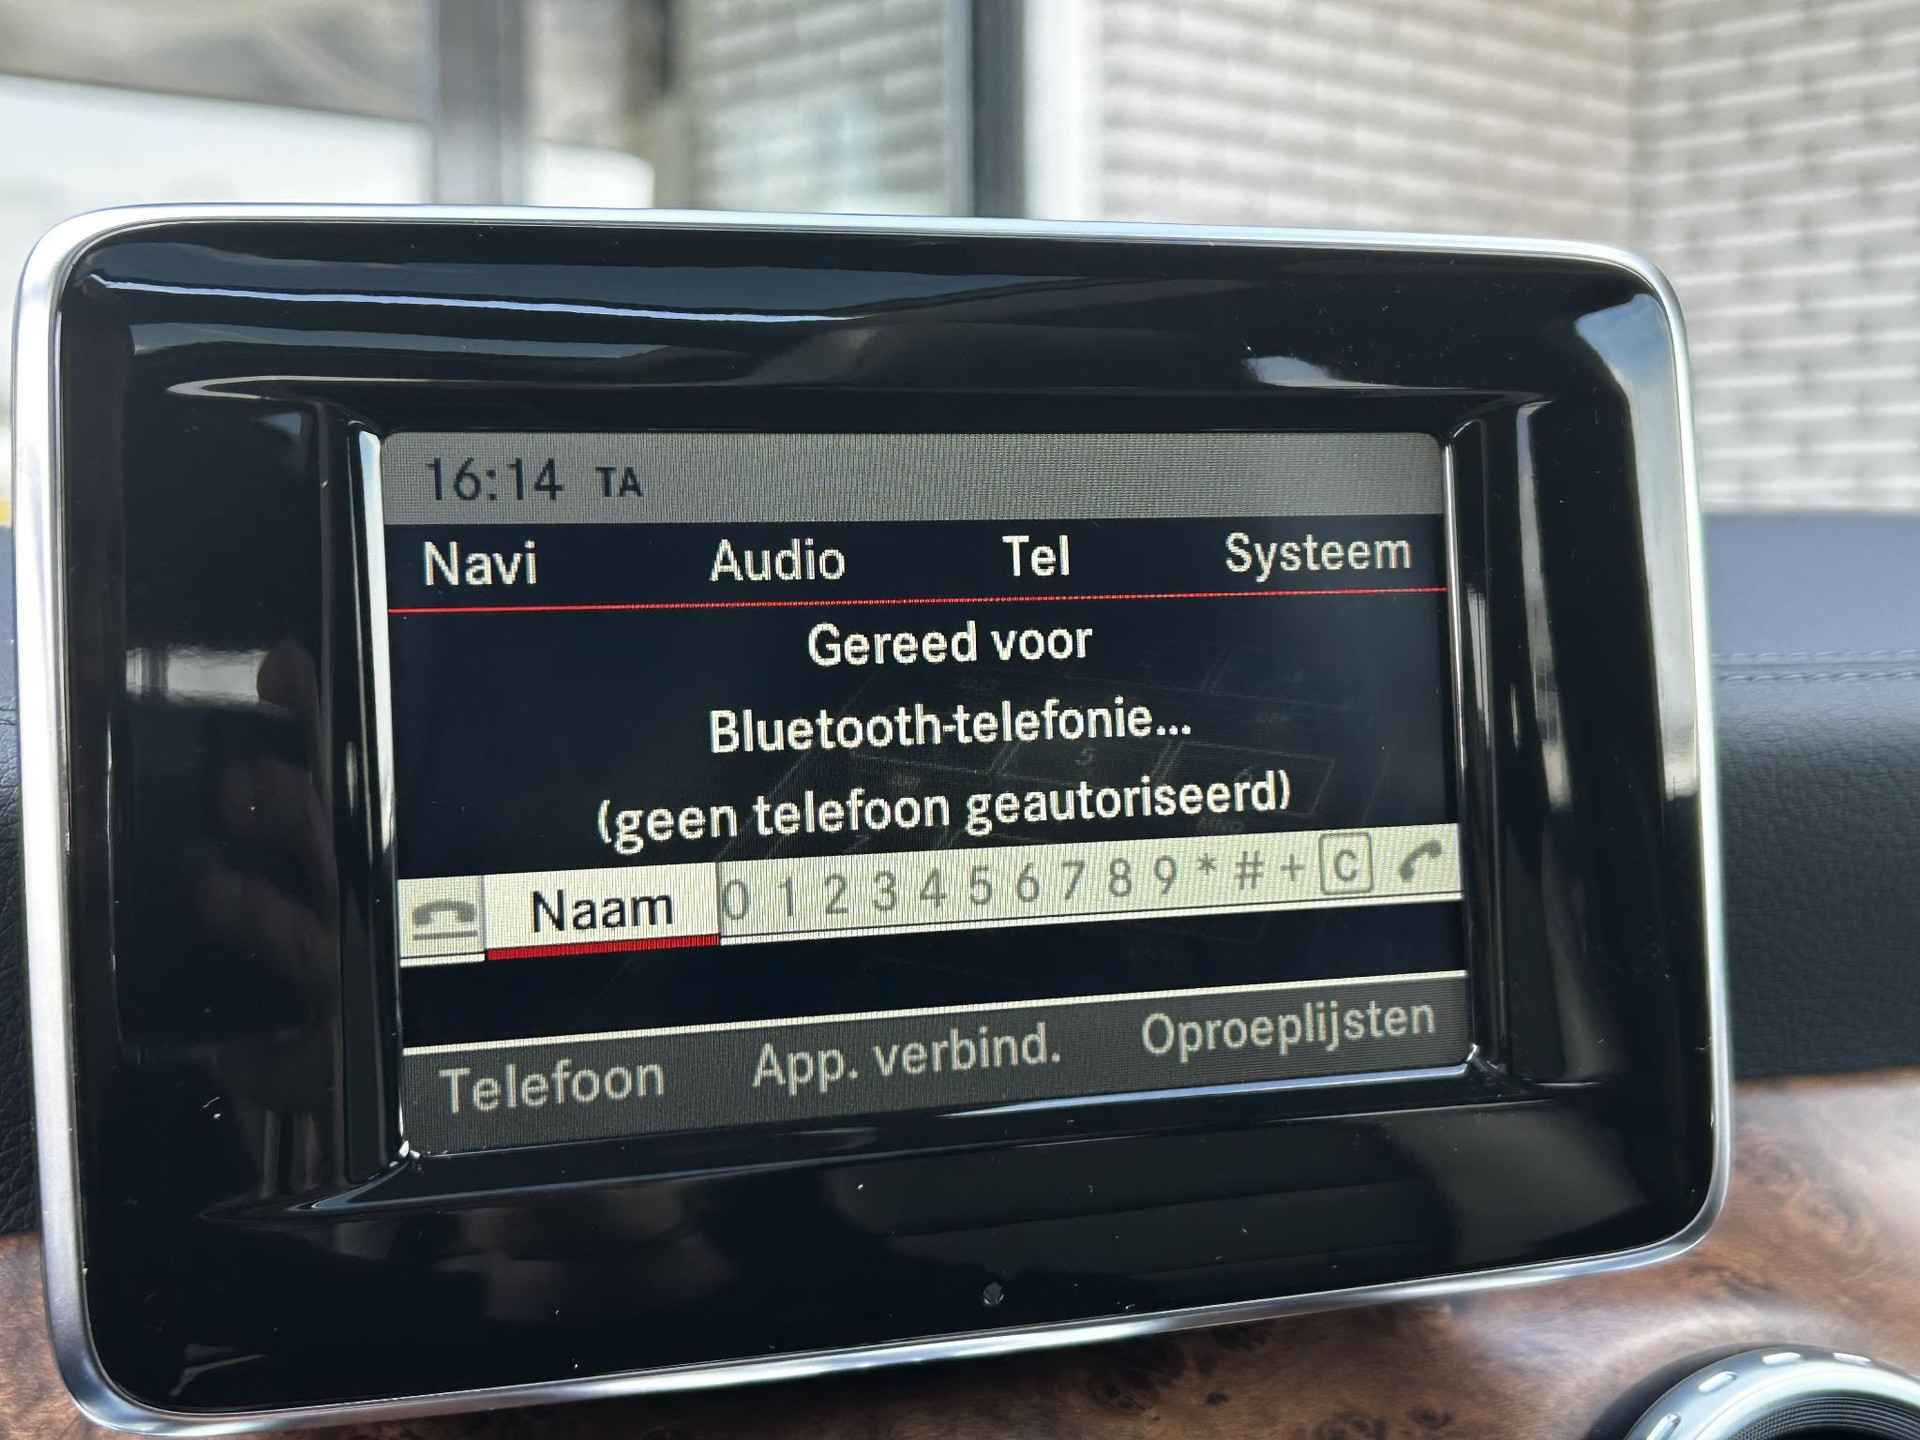 16:14 TA
Navi Audio Tel Systeem
Gereed voor
Bluetooth-telefonie...
(geen telefoon geautoriseerd)
Naam 0 1 2 3 4 5 6 7 8 9 * # + C
Telefoon App. verbind. Oproeplijsten